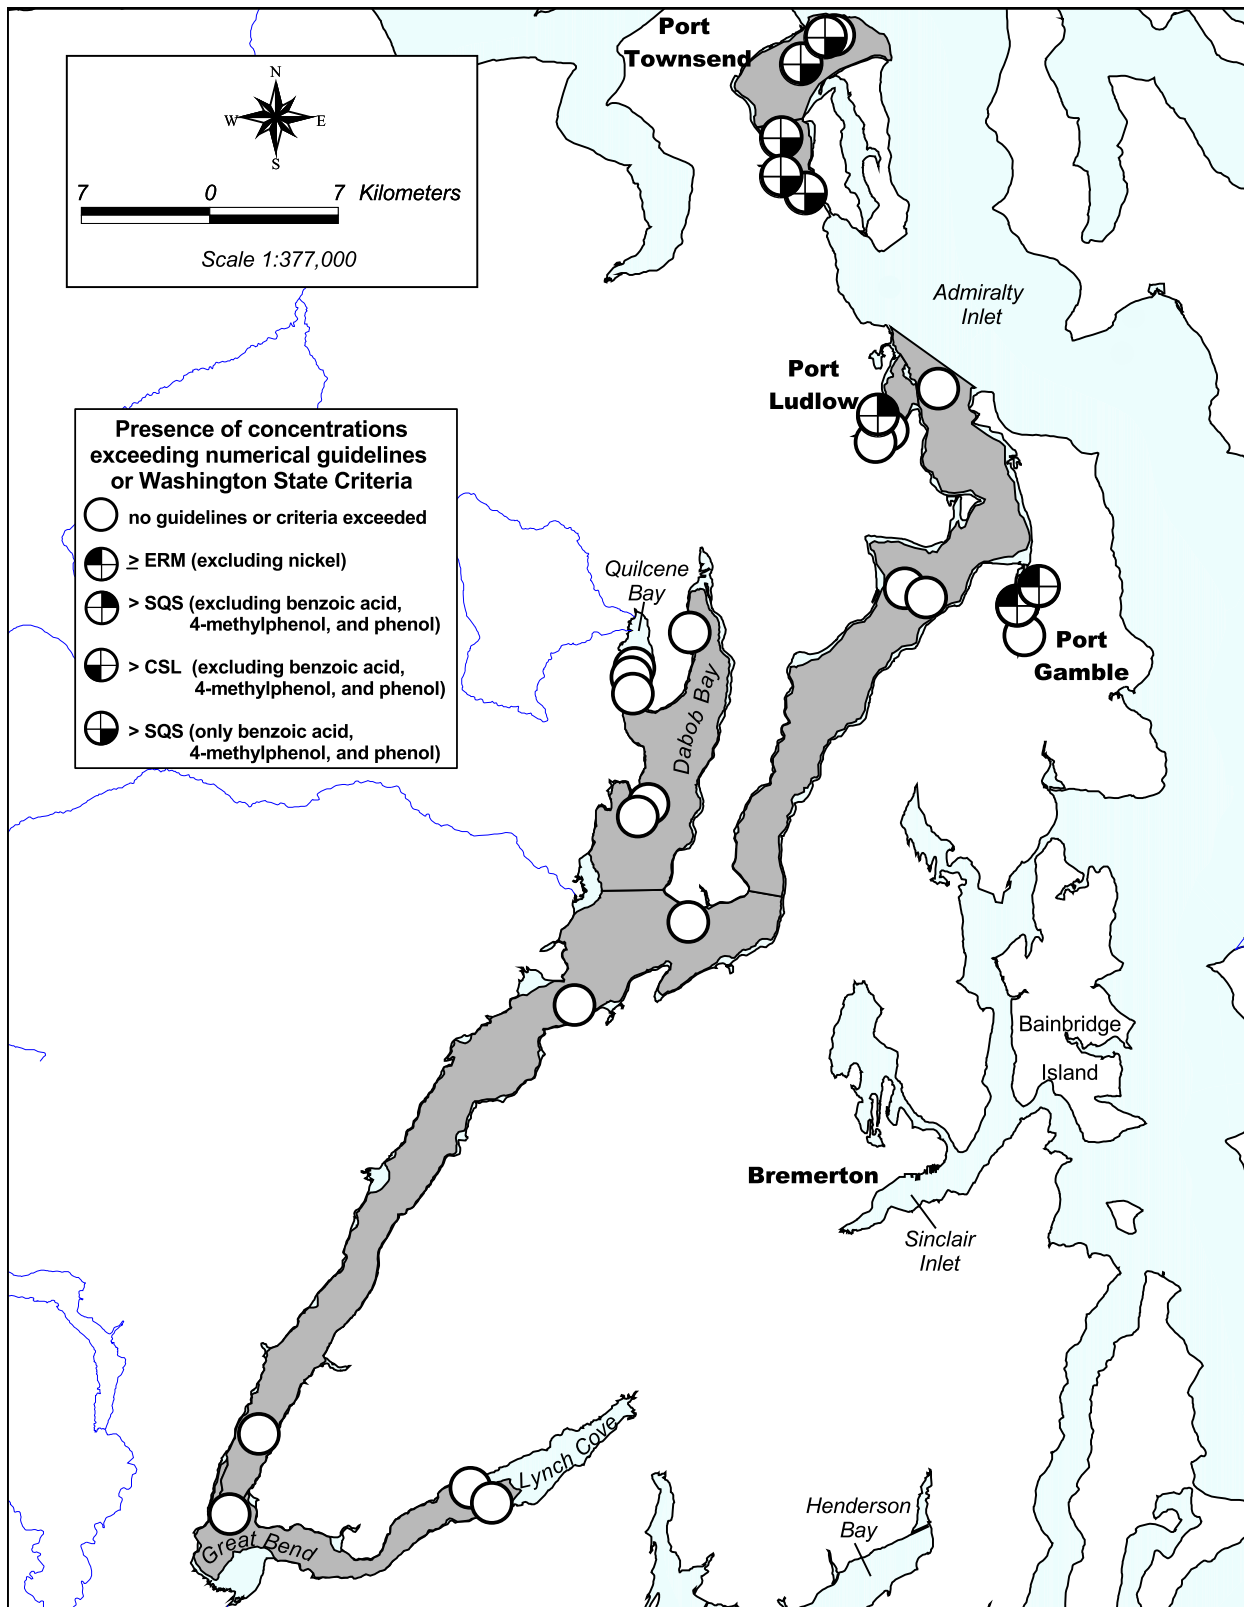 Port
Townsend
N
W
E
S
7
0
7
Kilometers
Scale 1:377,000
Admiralty
Inlet
Port
Ludlow
Presence of concentrations
exceeding numerical guidelines
or Washington State Criteria
no guidelines or criteria exceeded
> ERM (excluding nickel)
> SQS (excluding benzoic acid,
4-methylphenol, and phenol)
> CSL (excluding benzoic acid,
4-methylphenol, and phenol)
> SQS (only benzoic acid,
4-methylphenol, and phenol)
Quilcene
Bay
Port
Gamble
Dabob Bay
Bainbridge
Island
Bremerton
Sinclair
Inlet
Lynch Cove
Henderson
Bay
Great Bend